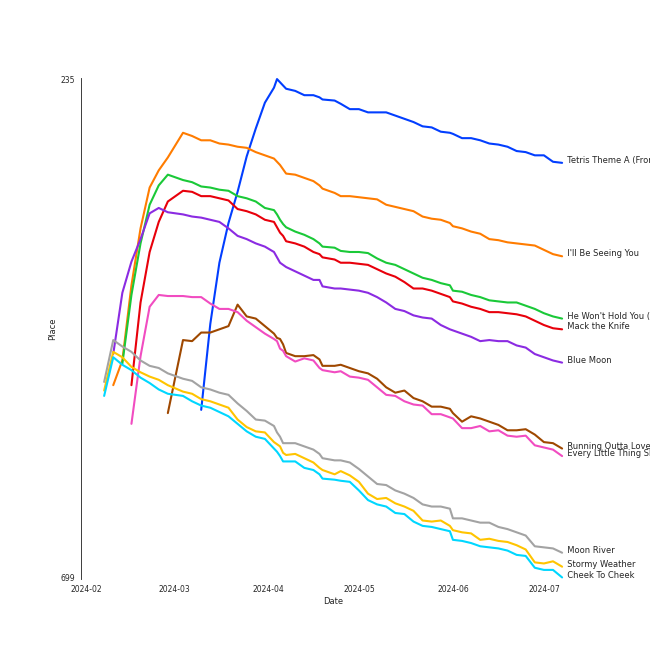 235
Tetris Theme A (From
I'll Be Seeing You
He Won't Hold You (
Mack the Knife
Place
Blue Moon
Running Outta Love
Every Little Thing S
Moon River
Stormy Weather
Cheek To Cheek
699
2024-02 2024-03 2024-04 2024-05 2024-06 2024-07
Date